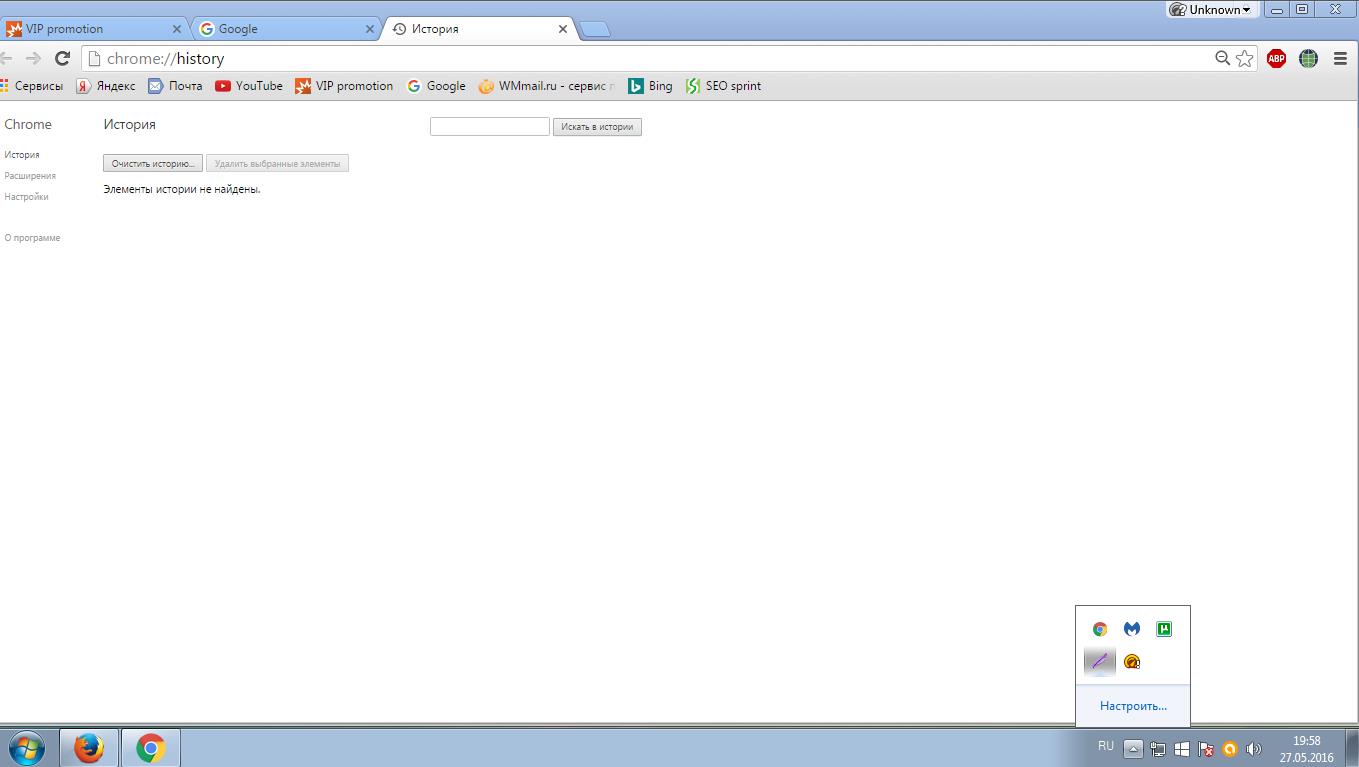 Unknown
VIP promotion Google История
chrome://history ABP
Сервисы Яндекс Почта YouTube VIP promotion Google WMmail.ru - сервис Bing SEO sprint
Chrome История Искать в истории
История
Очистить историю... Удалить выбранные элементы
Расширения
Элементы истории не найдены.
Настройки
О программе
Настроить...
RU 19:58
27.05.2016